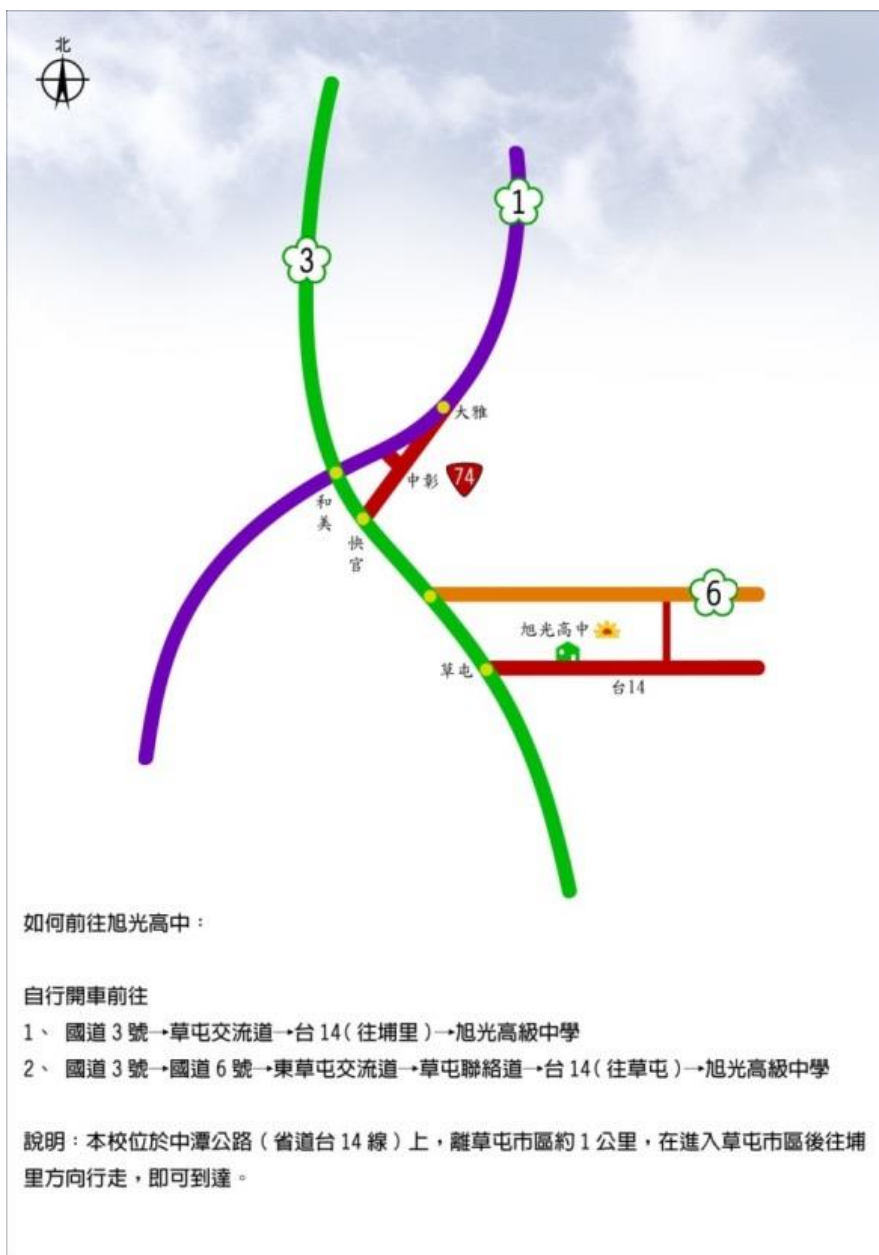 北
1
3
大雅
中彰
74
和美
快官
6
旭光高中
草屯
台14
如何前往旭光高中：
自行開車前往
1、 國道 3 號→草屯交流道→台 14( 往埔里 )→旭光高級中學
2、 國道 3 號→國道 6 號→東草屯交流道→草屯聯絡道→台 14( 往草屯 )→旭光高級中學
說明：本校位於中潭公路（省道台 14 線）上，離草屯市區約 1 公里，在進入草屯市區後往埔
里方向行走，即可到達。